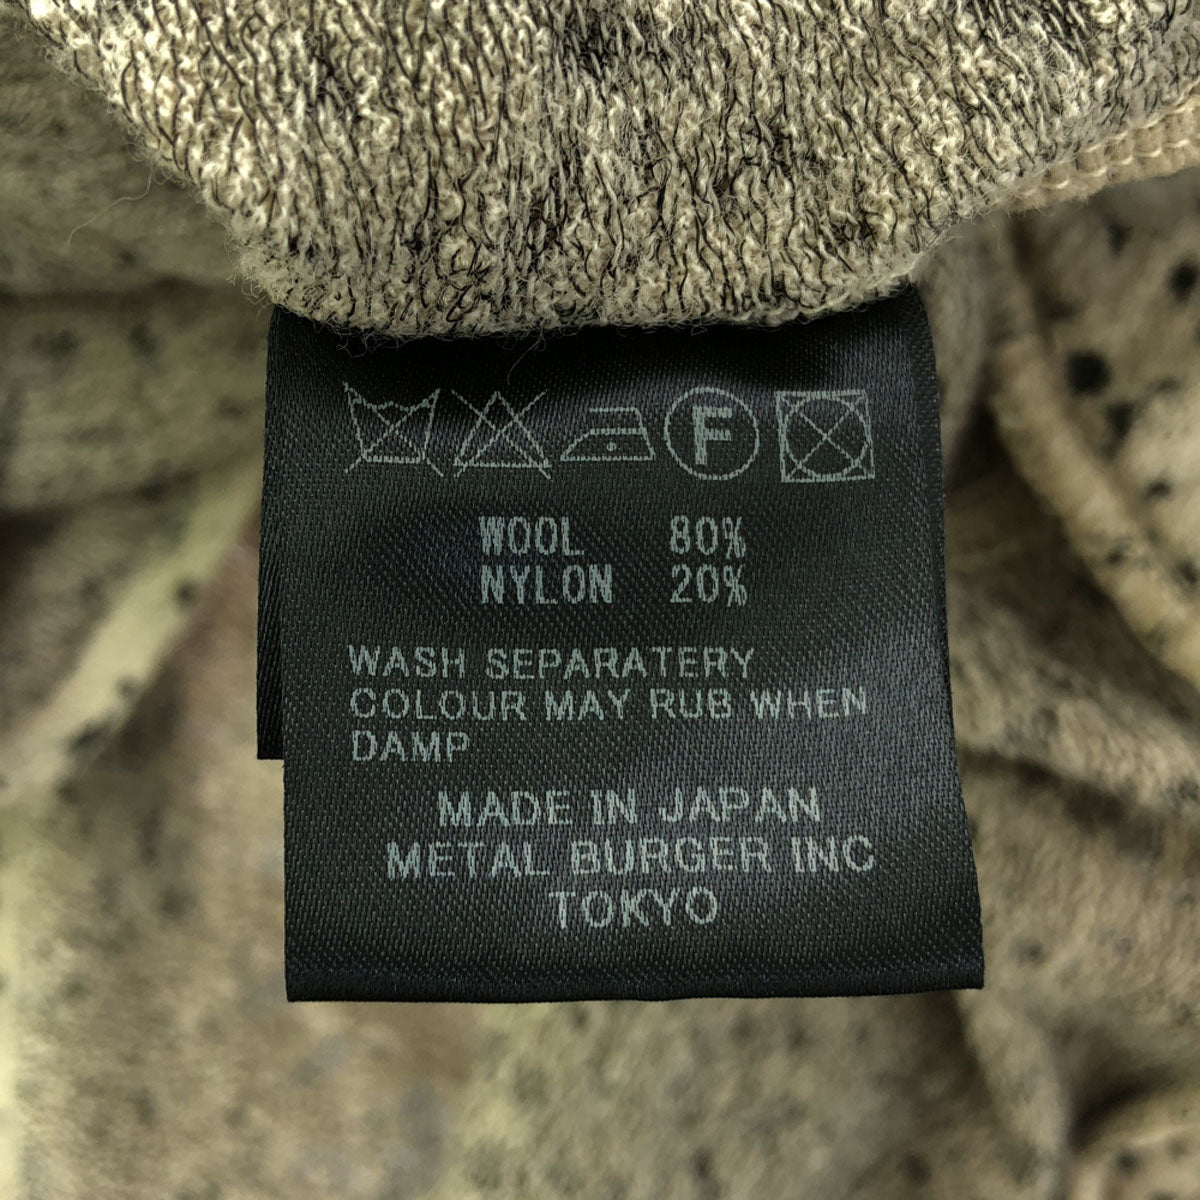 F
WOOL 80%
NYLON 20%
WASH SEPARATERY
COLOUR MAY RUB WHEN
DAMP
MADE IN JAPAN
METAL BURGER INC
TOKYO